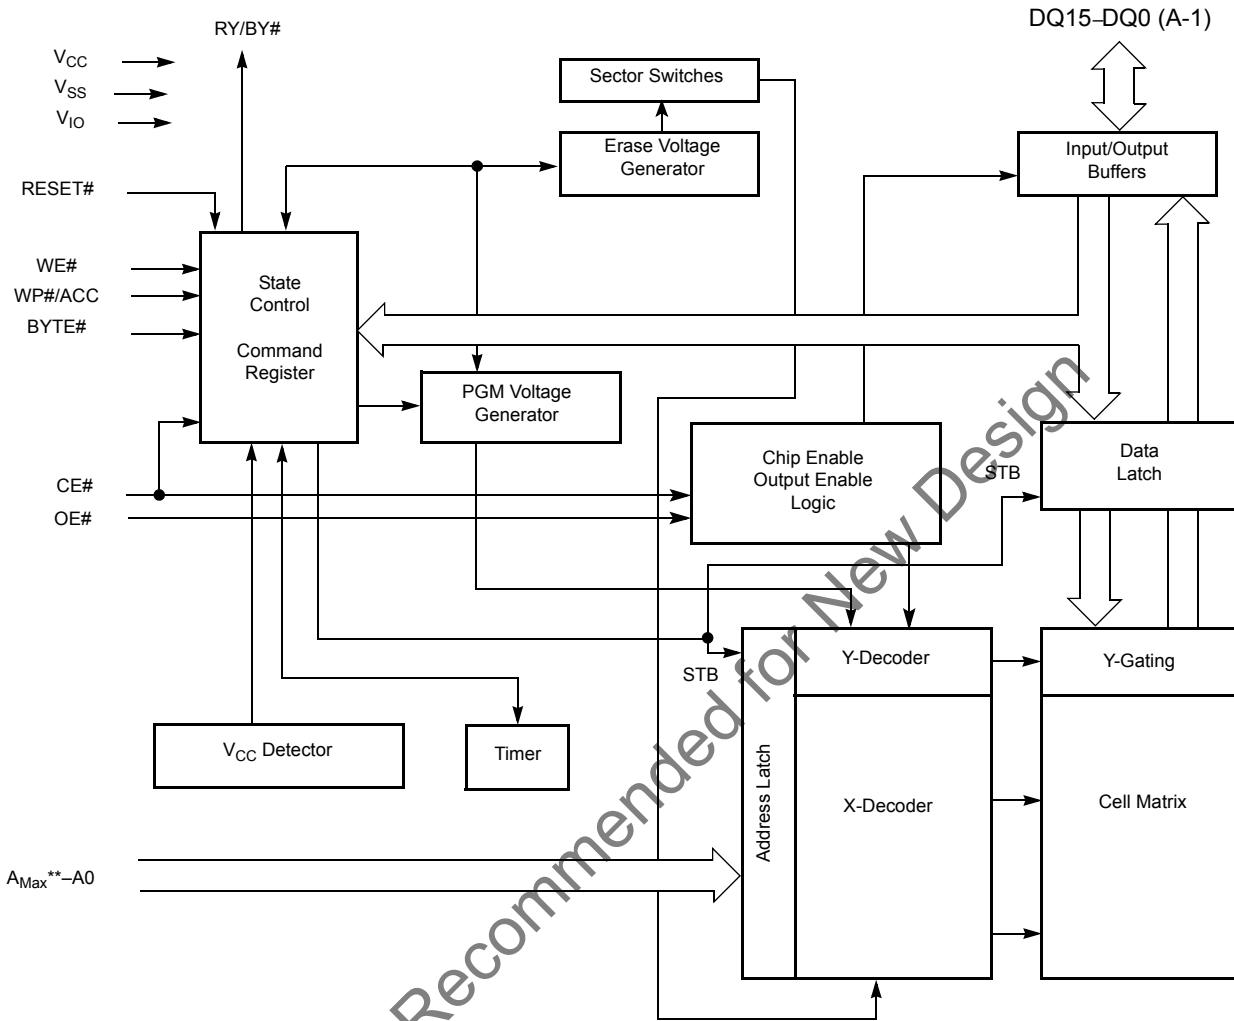 RY/BY#
DQ15–DQ0 (A-1)
VCC
VSS
VIO
Sector Switches
Erase Voltage
Generator
Input/Output
Buffers
RESET#
WE#
WP#/ACC
BYTE#
State
Control
Command
Register
PGM Voltage
Generator
Chip Enable
Output Enable
Logic
STB
Data
Latch
CE#
OE#
STB
Y-Decoder
Y-Gating
VCC Detector
Timer
Address Latch
X-Decoder
Cell Matrix
AMax**–A0
Recommended for New Design